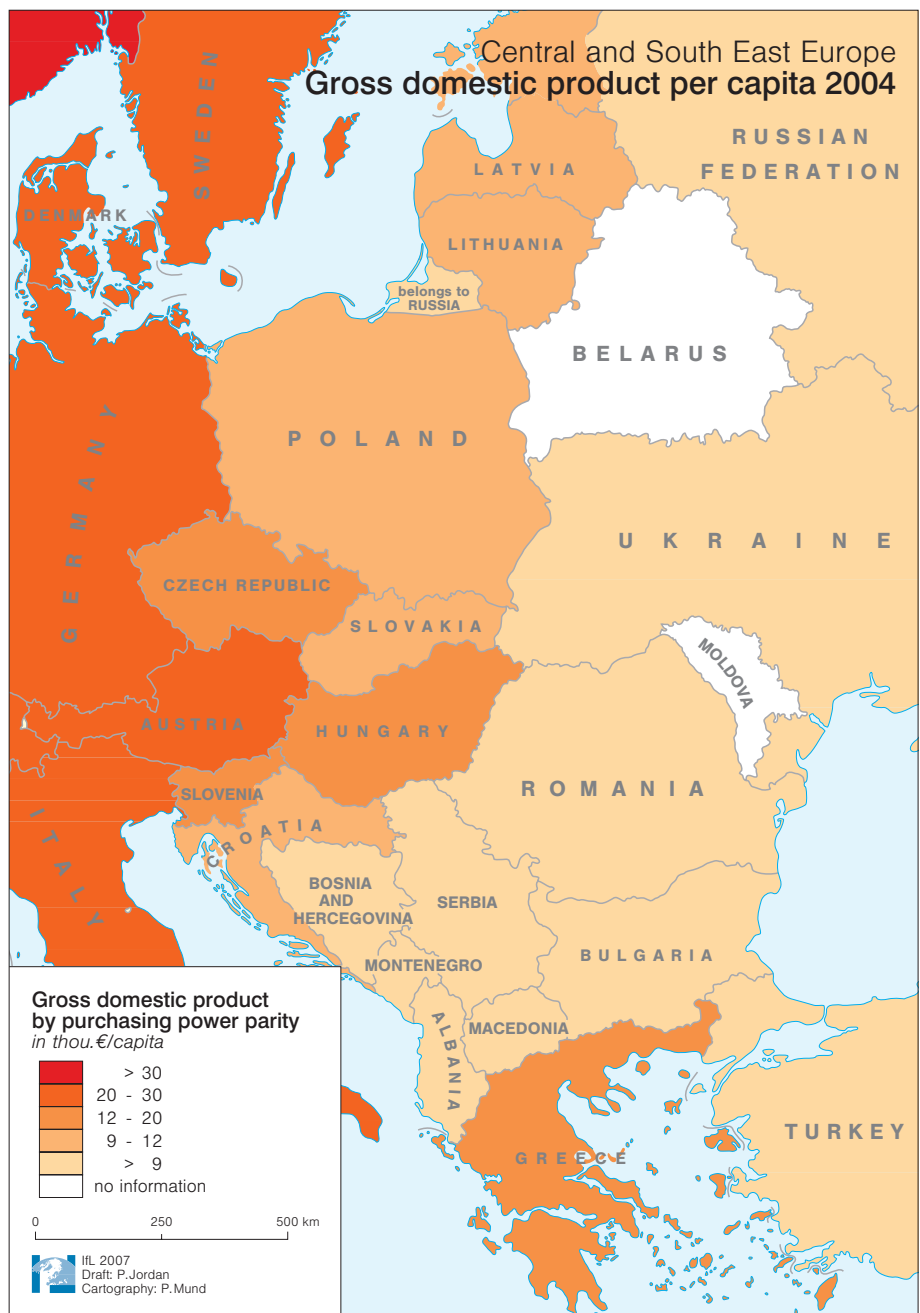 Central and South East Europe
Gross domestic product per capita 2004
RUSSIAN
FEDERATION
SWEDEN
LATVIA
DENMARK
LITHUANIA
belongs to
RUSSIA
BELARUS
POLAND
GERMANY
UKRAINE
CZECH REPUBLIC
SLOVAKIA
MOLDOVA
AUSTRIA
HUNGARY
SLOVENIA
ROMANIA
CROATIA
ITALY
BOSNIA
AND
HERCEGOVINA
SERBIA
BULGARIA
MONTENEGRO
ALBANIA
MACEDONIA
TURKEY
GREECE
Gross domestic product
by purchasing power parity
in thou.€/capita
> 30
20 - 30
12 - 20
9 - 12
> 9
no information
0 250 500 km
IfL 2007
Draft: P.Jordan
Cartography: P.Mund